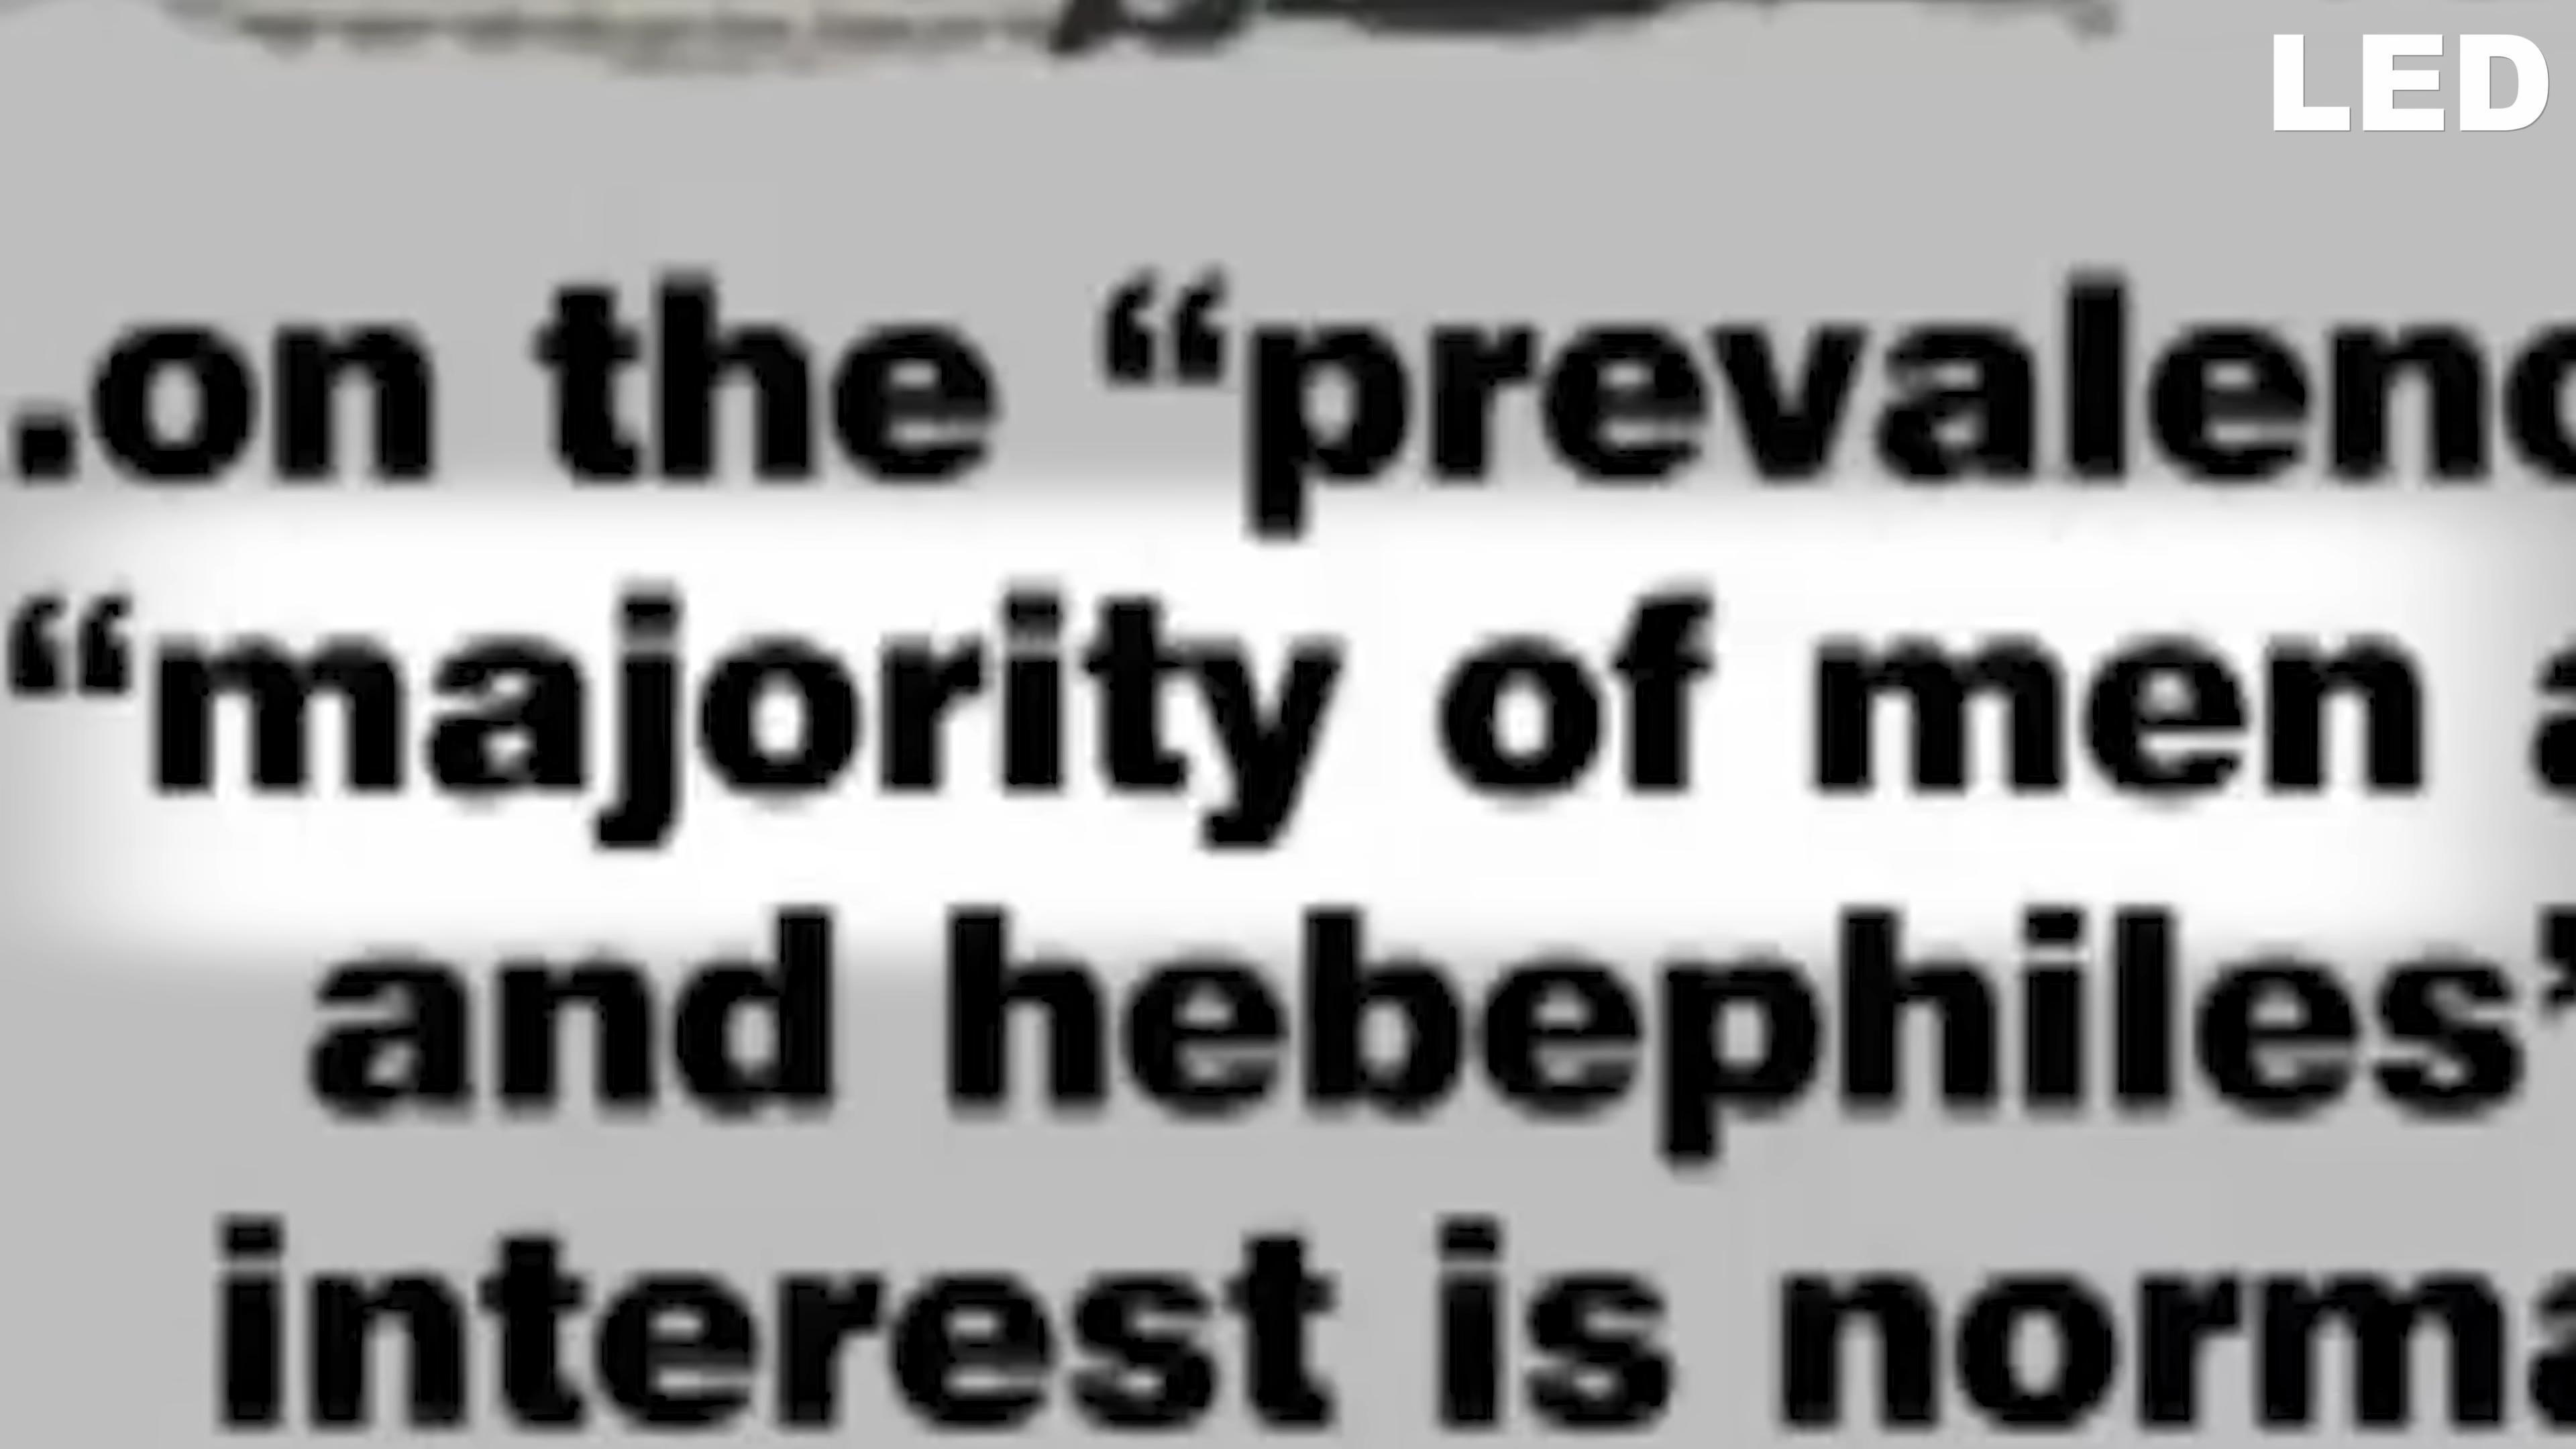 LED
.on the “prevalenc
“majority of men a
and hebephiles”
interest is norma